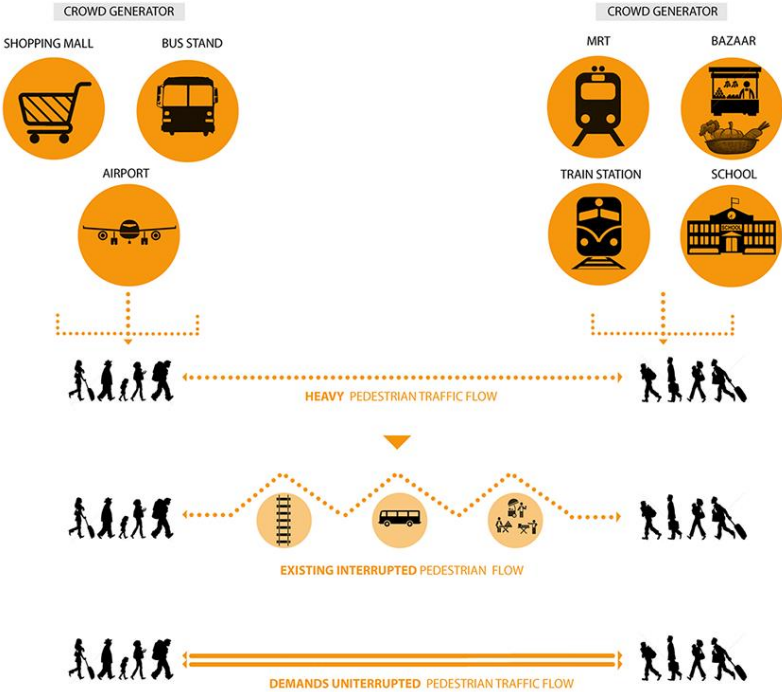 CROWD GENERATOR
CROWD GENERATOR
SHOPPING MALL
BUS STAND
MRT
BAZAAR
AIRPORT
TRAIN STATION
SCHOOL
SCHOOL
HEAVY PEDESTRIAN TRAFFIC FLOW
EXISTING INTERRUPTED PEDESTRIAN FLOW
DEMANDS UNITERRUPTED PEDESTRIAN TRAFFIC FLOW